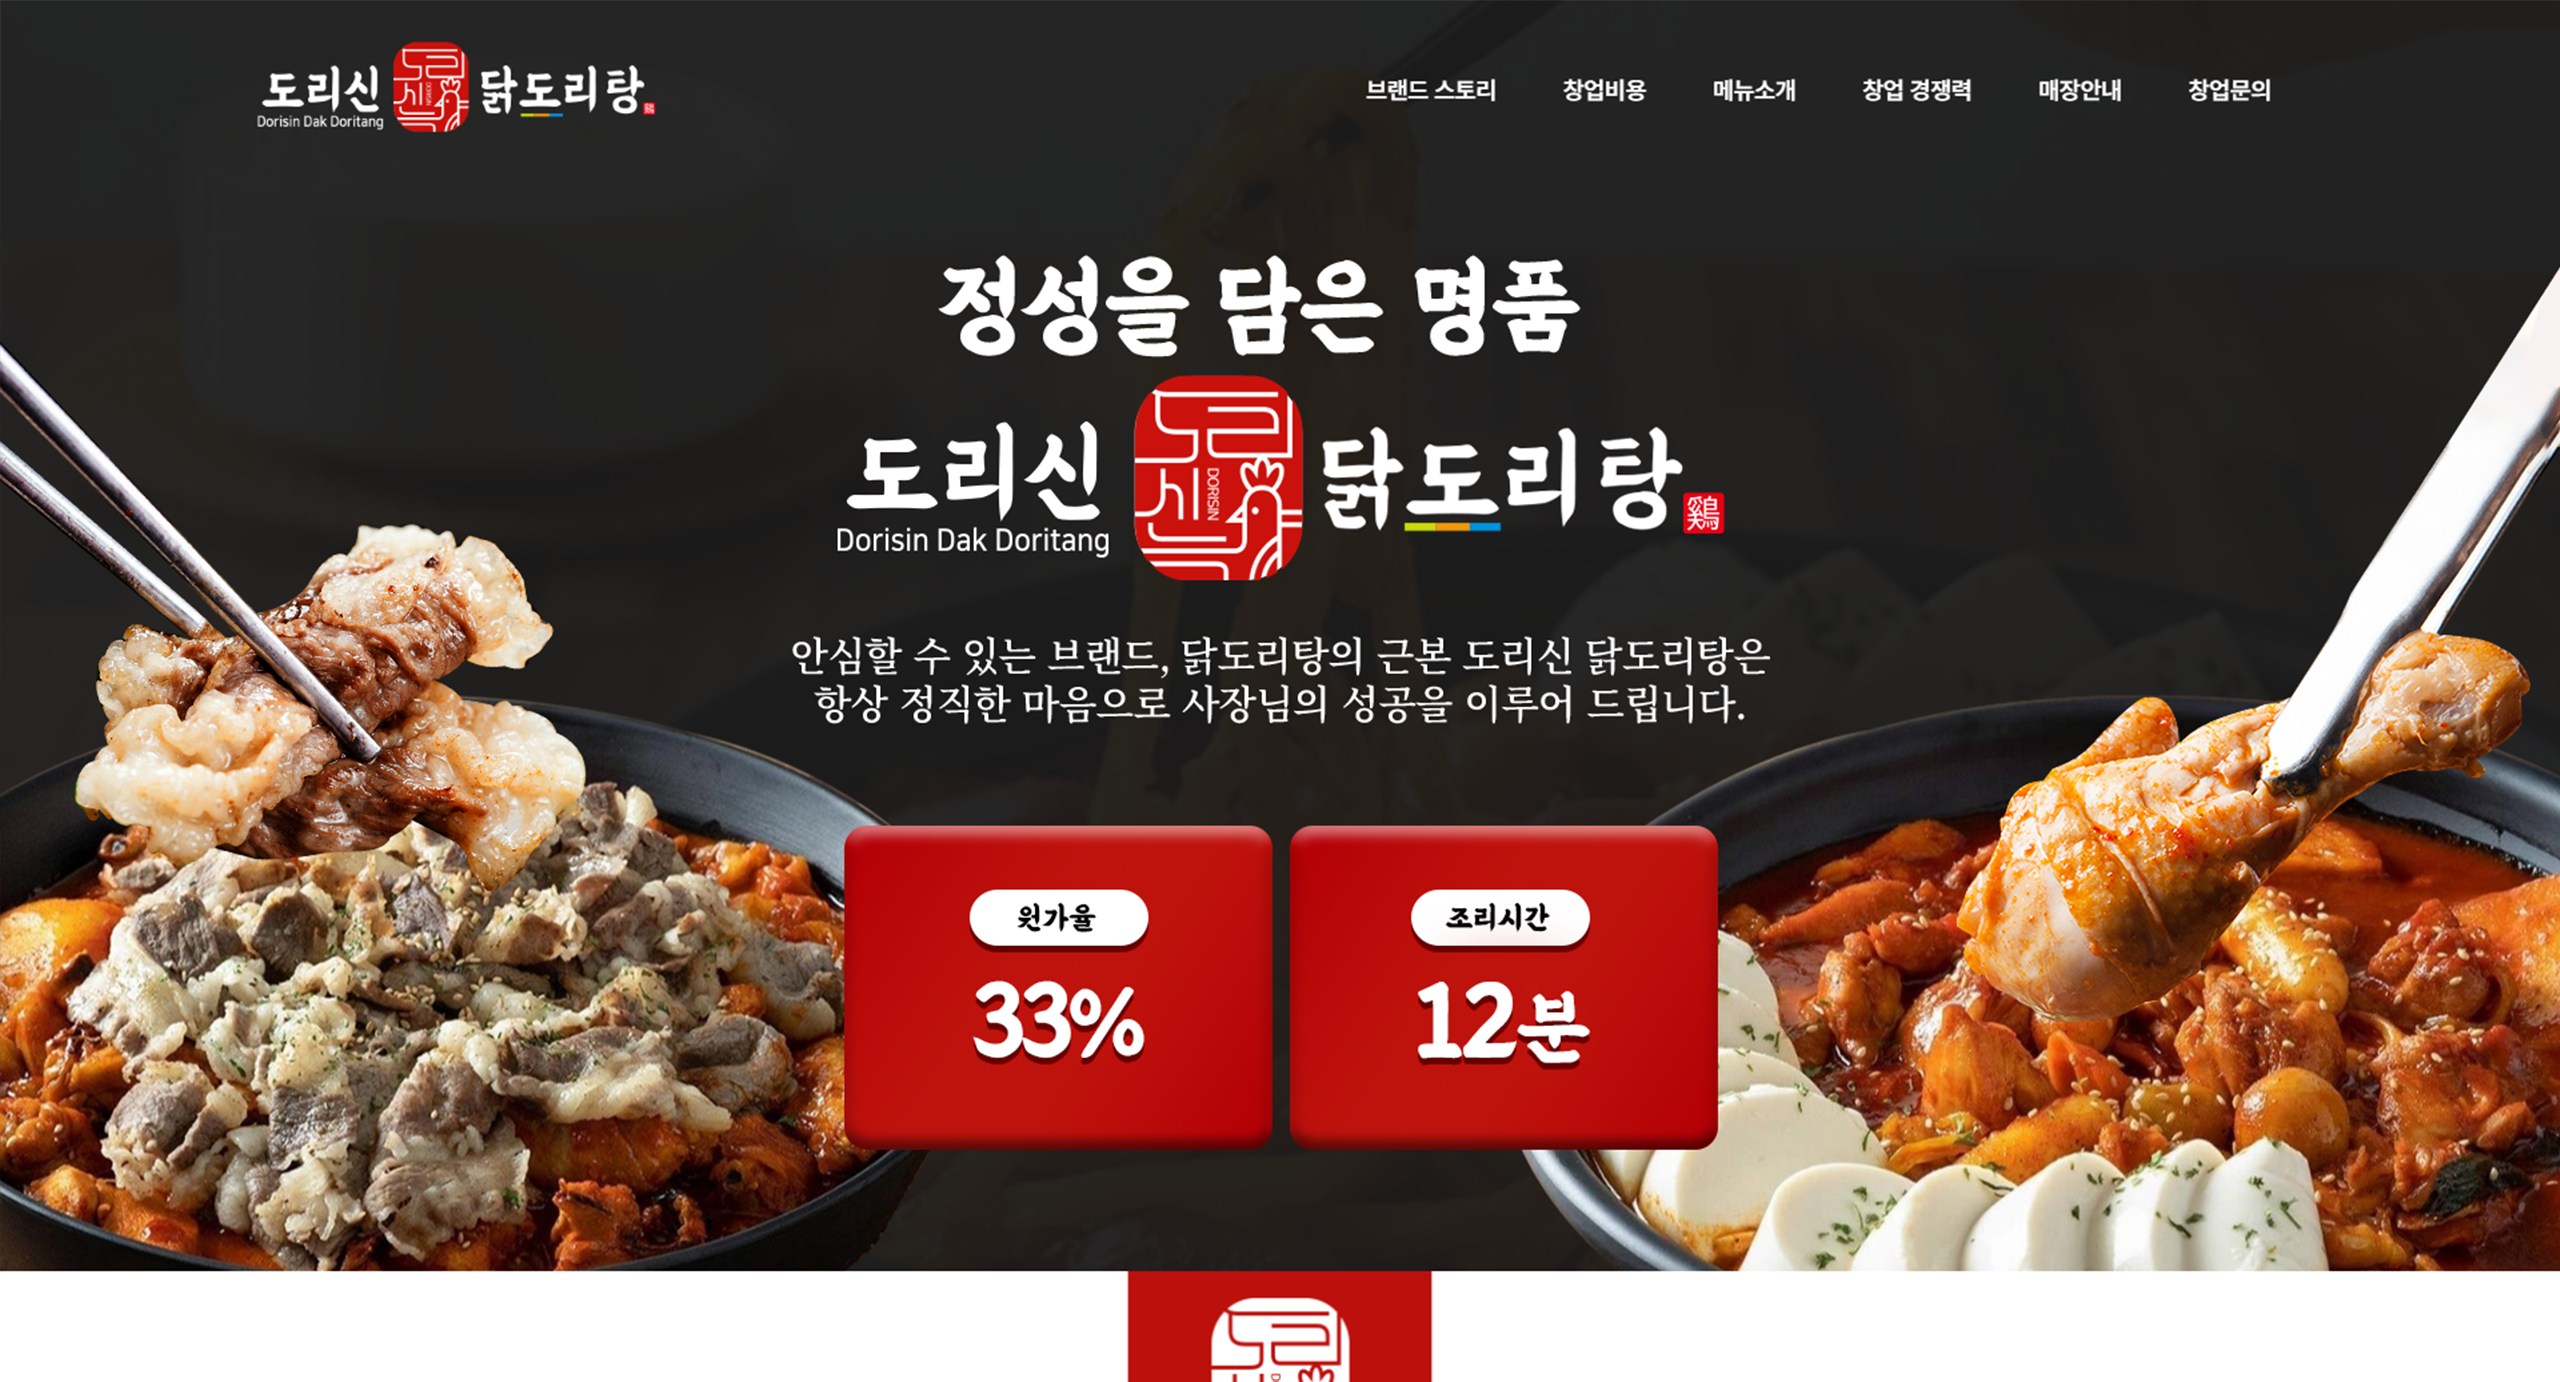 도리신
Dorisin Dak Doritang
도리신
DORISIN
닭도리탕
鷄
브랜드 스토리
창업비용
메뉴소개
창업 경쟁력
매장안내
창업문의
정성을 담은 명품
도리신
Dorisin Dak Doritang
도리신
DORISIN
닭도리탕
鷄
안심할 수 있는 브랜드, 닭도리탕의 근본 도리신 닭도리탕은
항상 정직한 마음으로 사장님의 성공을 이루어 드립니다.
원가율
33%
조리시간
12분
도리